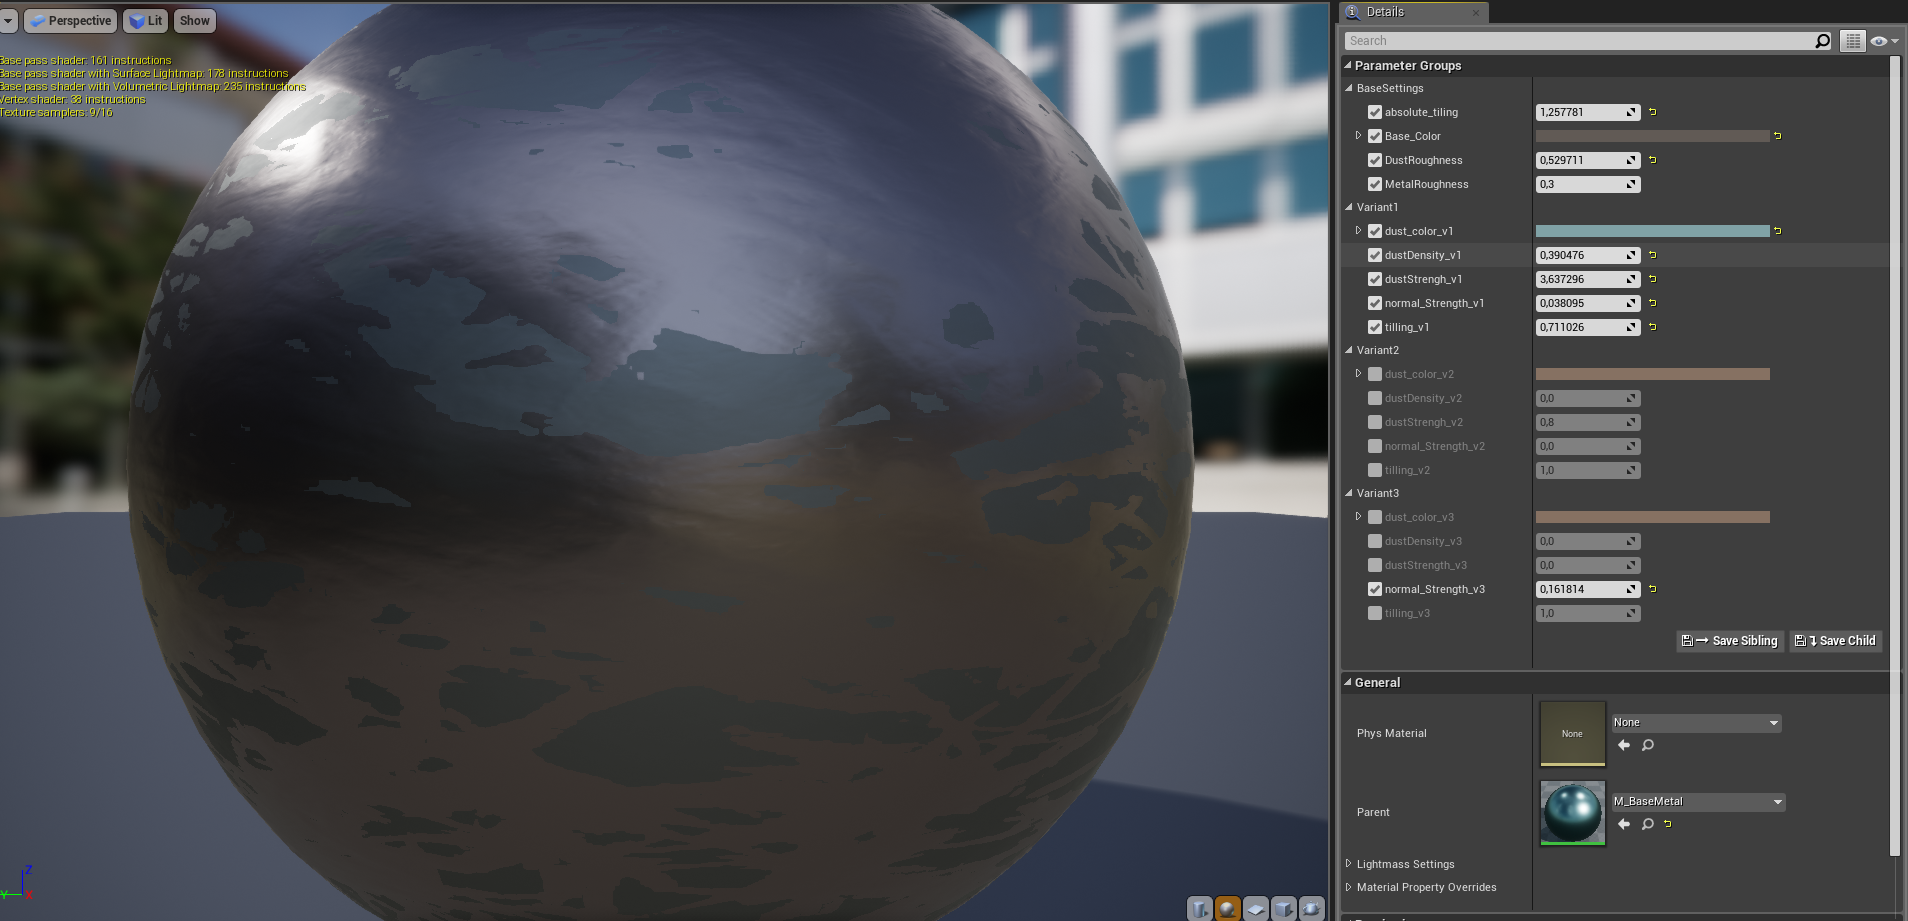 Perspective
Lit
Show
Base pass shader: 161 instructions
Base pass shader with Surface Lightmap: 178 instructions
Base pass shader with Volumetric Lightmap: 235 instructions
Vertex shader: 38 instructions
Texture samplers: 9/16
Z
Y
X
Details
Search
Parameter Groups
BaseSettings
absolute_tiling 1,257781
Base_Color
DustRoughness 0,529711
MetalRoughness 0,3
Variant1
dust_color_v1
dustDensity_v1 0,390476
dustStrengh_v1 3,637296
normal_Strength_v1 0,038095
tilling_v1 0,711026
Variant2
dust_color_v2
dustDensity_v2 0,0
dustStrengh_v2 0,8
normal_Strength_v2 0,0
tilling_v2 1,0
Variant3
dust_color_v3
dustDensity_v3 0,0
dustStrength_v3 0,0
normal_Strength_v3 0,161814
tilling_v3 1,0
Save Sibling Save Child
General
Phys Material None None
Parent M_BaseMetal
Lightmass Settings
Material Property Overrides